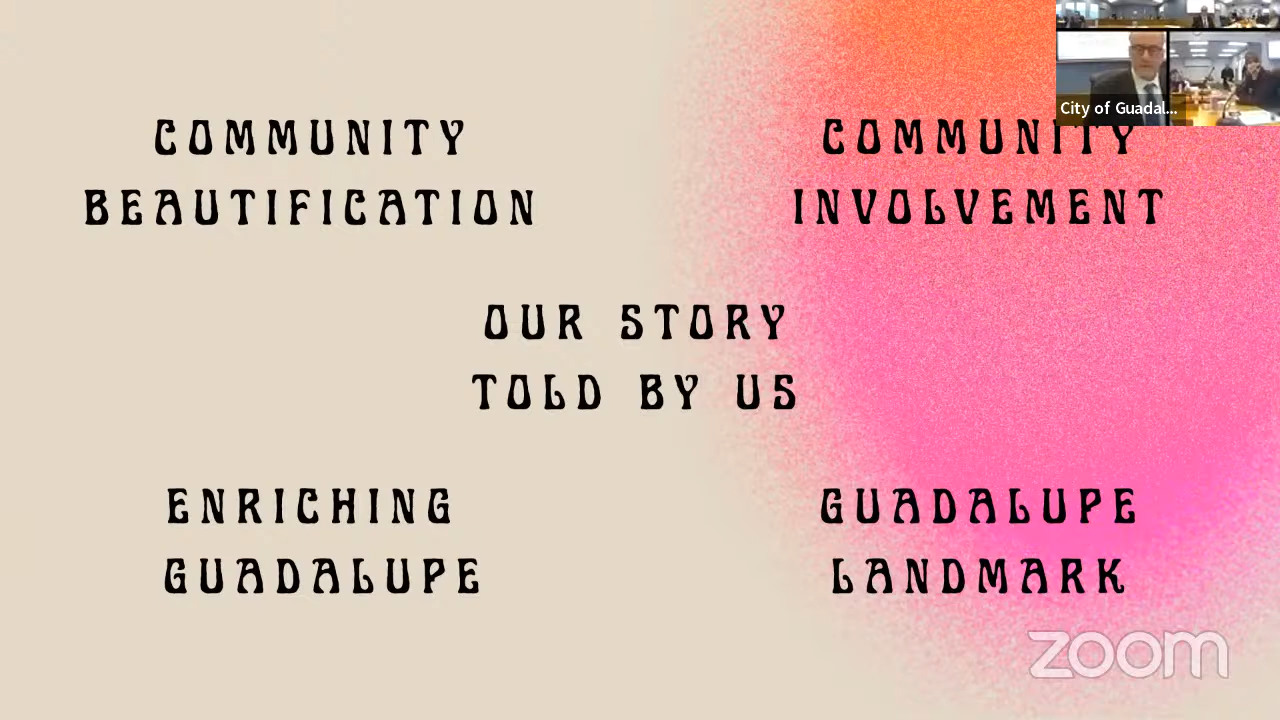 City of Guadal...
COMMUNITY
BEAUTIFICATION
COMMUNITY
INVOLVEMENT
OUR STORY
TOLD BY US
ENRICHING
GUADALUPE
GUADALUPE
LANDMARK
zoom